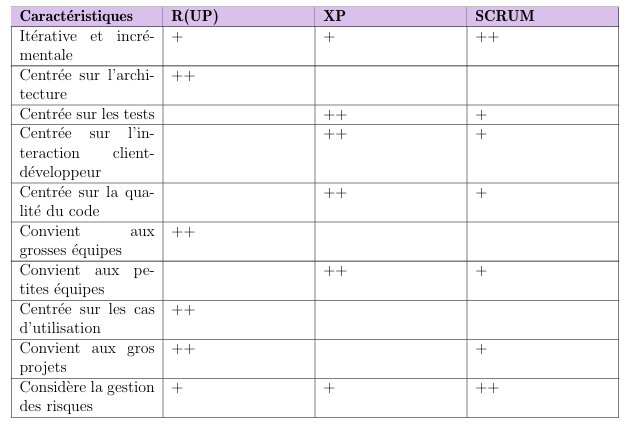 Caractéristiques R(UP) XP SCRUM
Itérative et incré- + + ++
mentale
Centrée sur l'archi- ++
tecture
Centrée sur les tests ++ +
Centrée sur l'in- ++ +
teraction client-
développeur
Centrée sur la qua- ++ +
lité du code
Convient aux ++
grosses équipes
Convient aux pe- ++ +
tites équipes
Centrée sur les cas ++
d'utilisation
Convient aux gros ++ +
projets
Considère la gestion + + ++
des risques